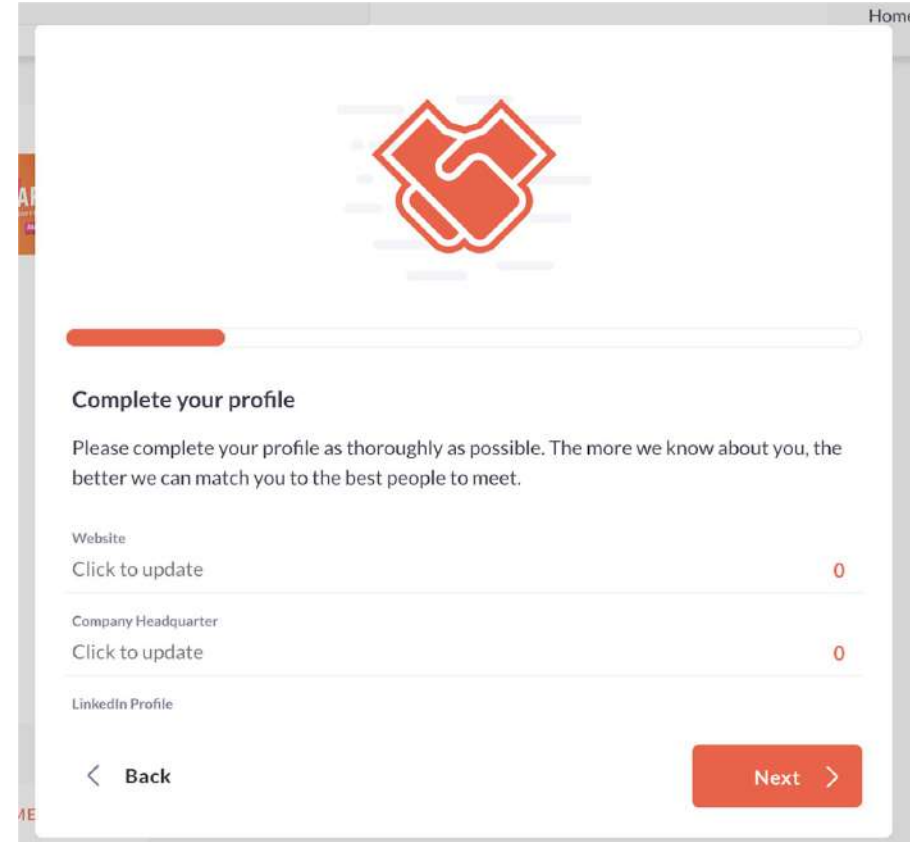 Home
Complete your profile
Please complete your profile as thoroughly as possible. The more we know about you, the
better we can match you to the best people to meet.
Website
Click to update
0
Company Headquarter
Click to update
0
LinkedIn Profile
Back
Next